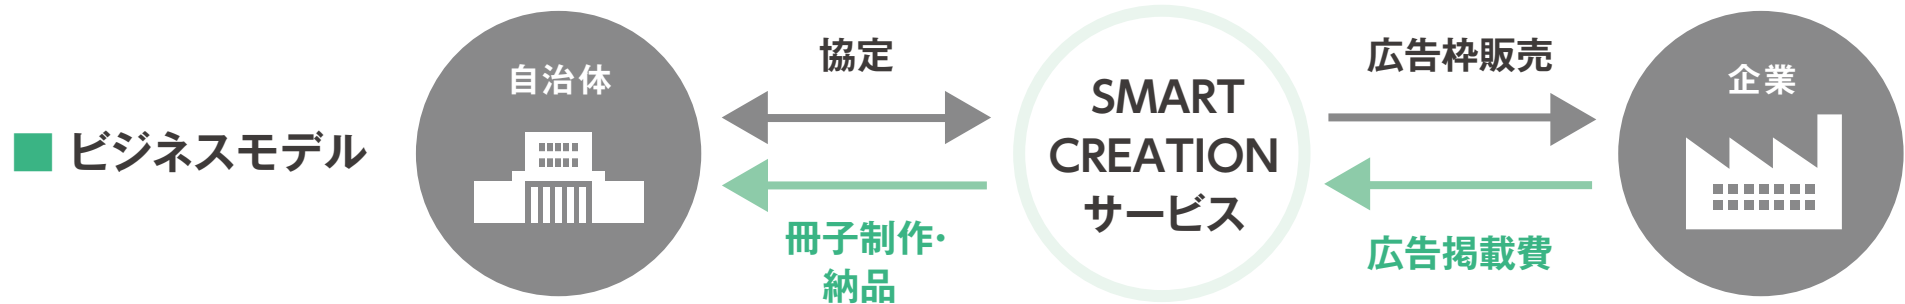 ビジネスモデル
自治体
協定
冊子制作・
納品
SMART
CREATION
サービス
広告枠販売
広告掲載費
企業